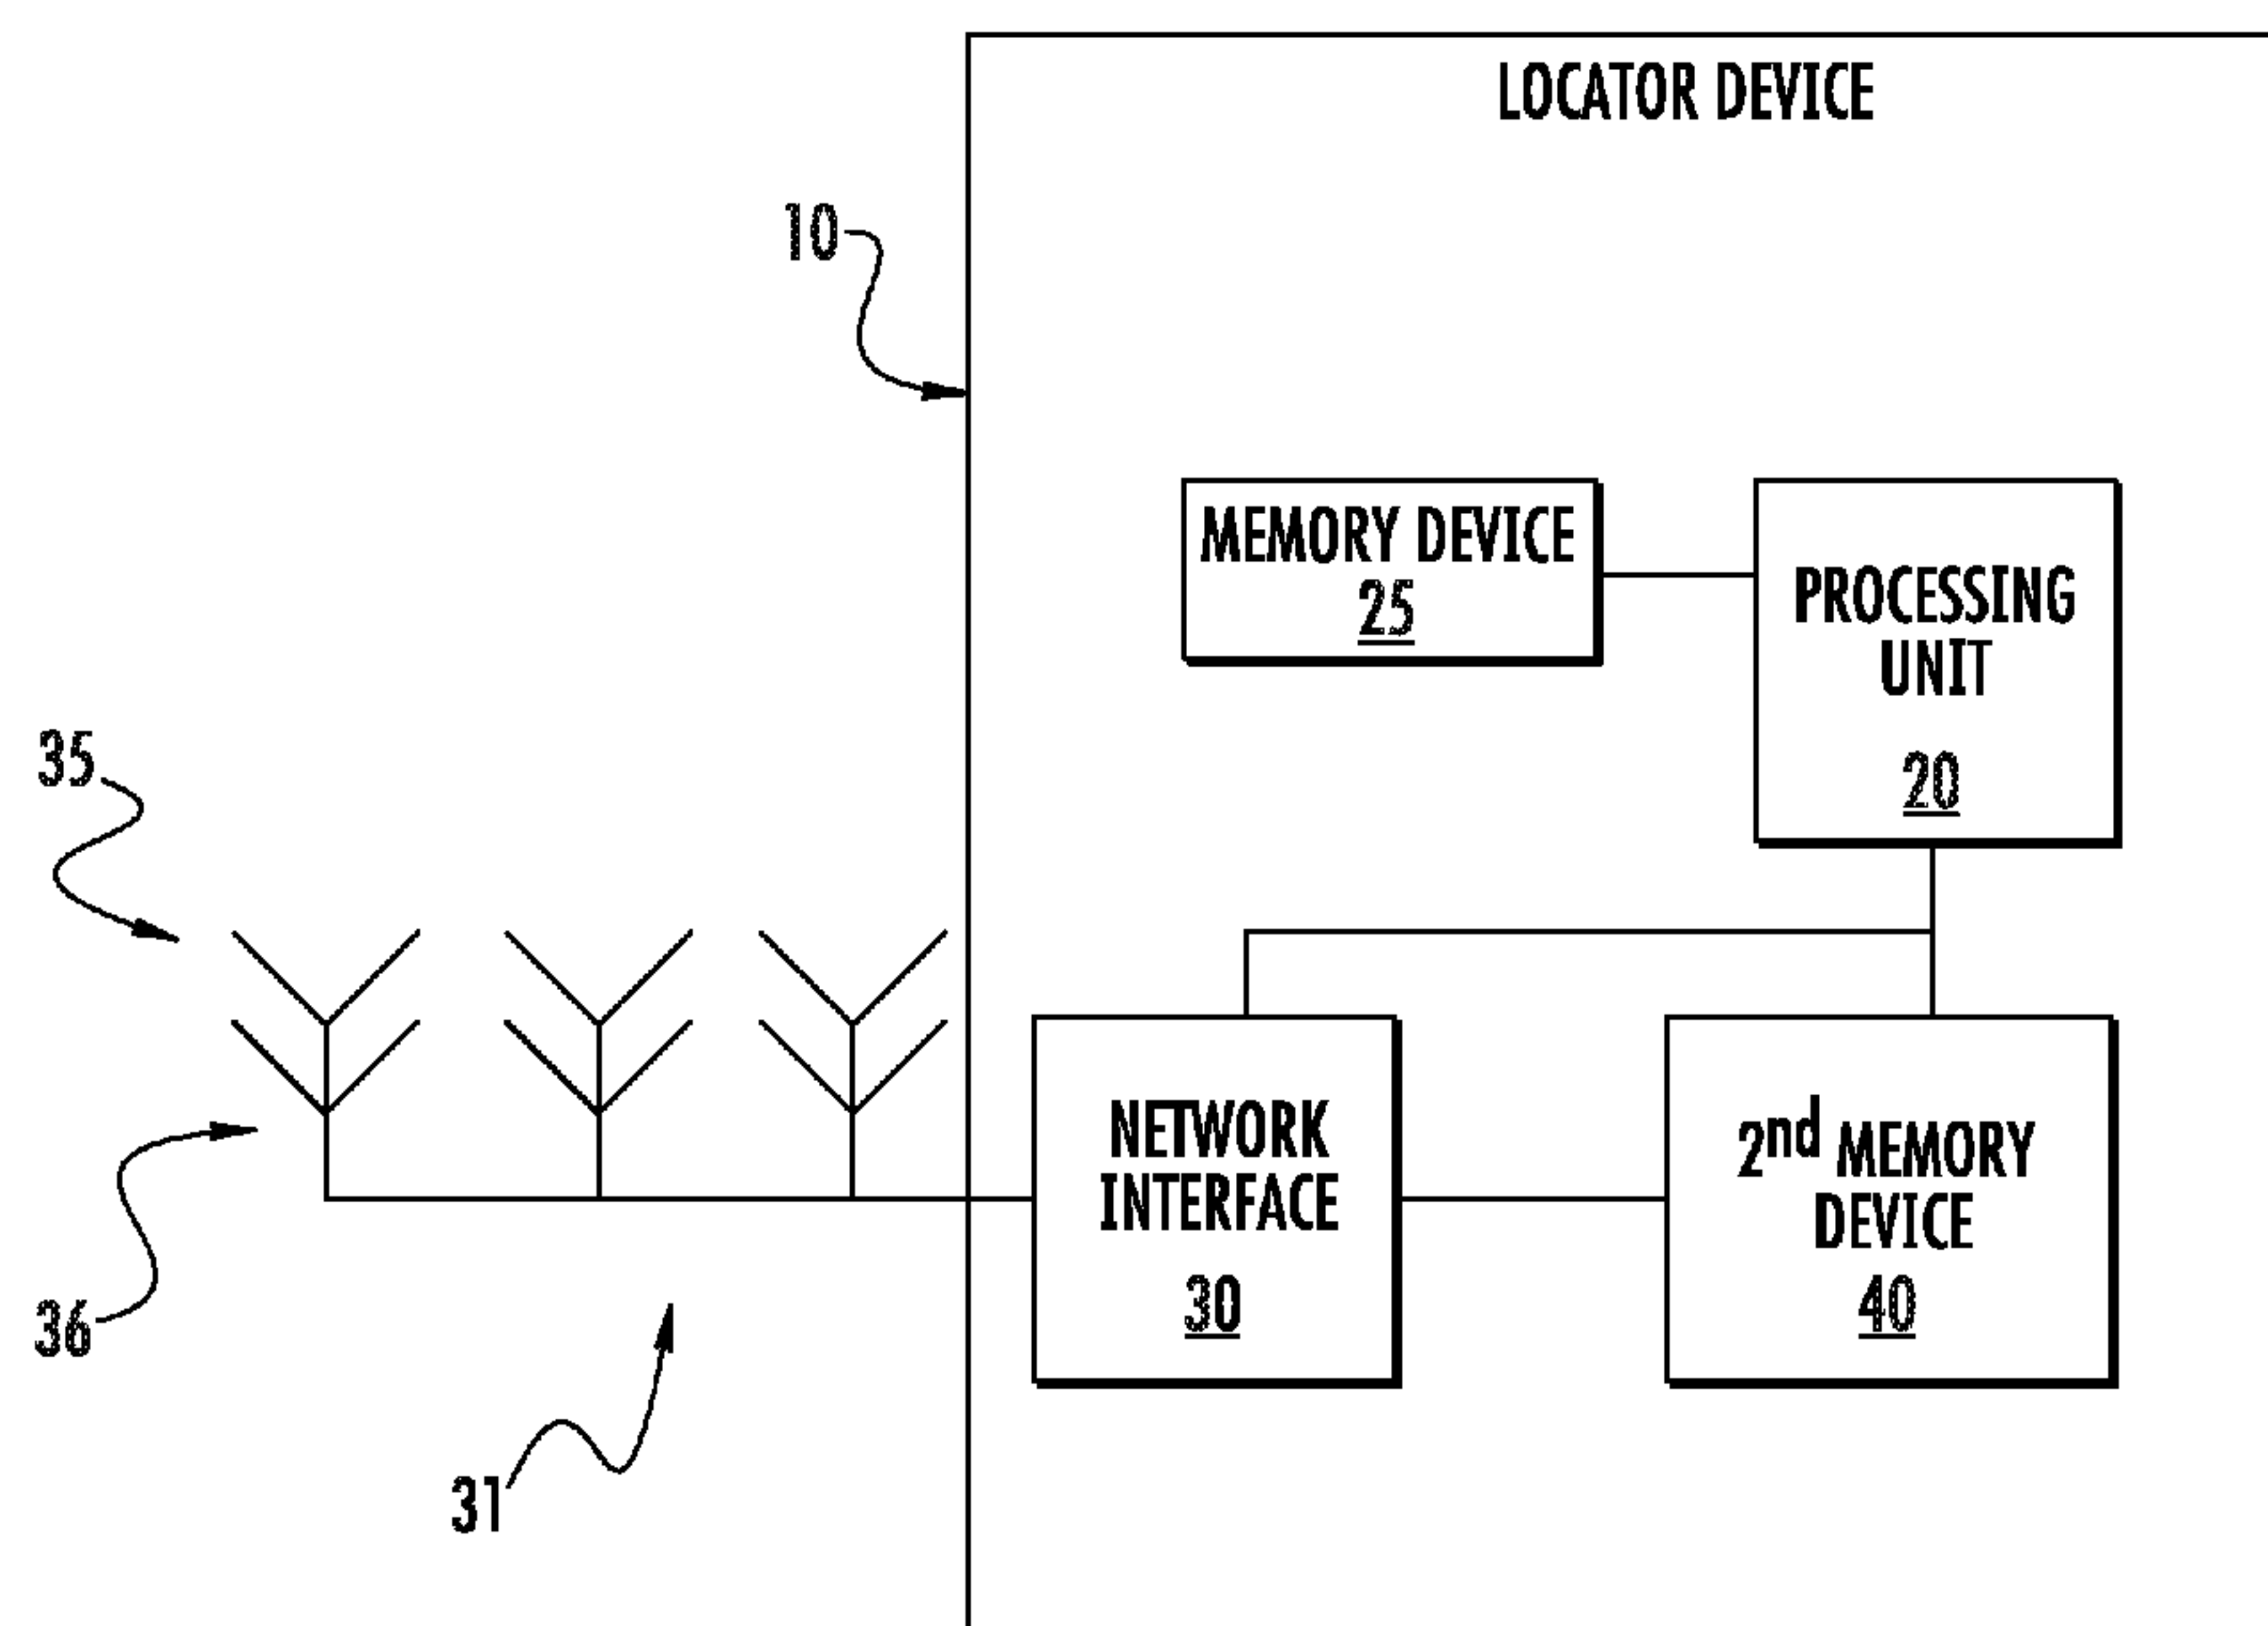 LOCATOR DEVICE
10
MEMORY DEVICE
25
PROCESSING
UNIT
20
35
36
31
NETWORK
INTERFACE
30
2nd MEMORY
DEVICE
40